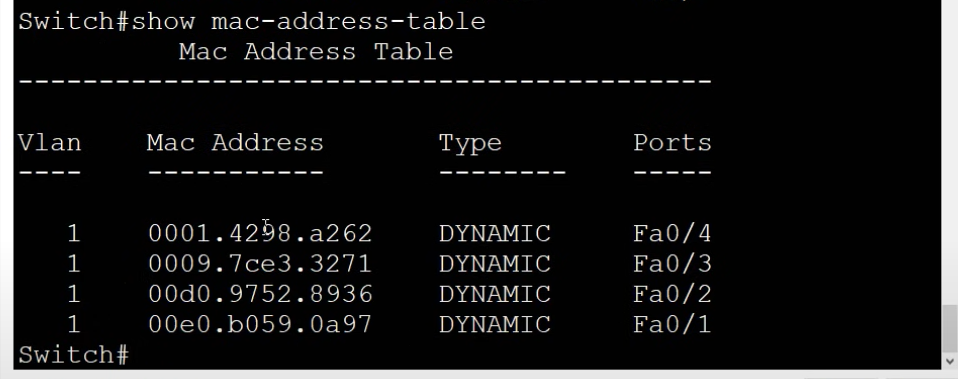 Switch#show mac-address-table
Mac Address Table
-------------------------------------------
Vlan Mac Address Type Ports
---- ----------- -------- -----
1 0001.4298.a262 DYNAMIC Fa0/4
1 0009.7ce3.3271 DYNAMIC Fa0/3
1 00d0.9752.8936 DYNAMIC Fa0/2
1 00e0.b059.0a97 DYNAMIC Fa0/1
Switch#